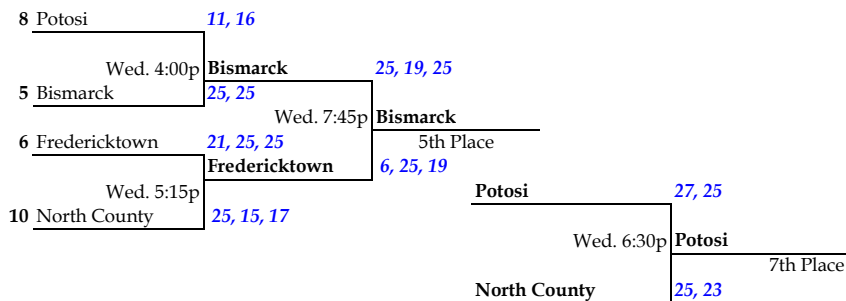 8 Potosi 11, 16
Wed. 4:00p Bismarck 25, 19, 25
5 Bismarck 25, 25
Wed. 7:45p Bismarck
6 Fredericktown 21, 25, 25 5th Place
Fredericktown 6, 25, 19
Wed. 5:15p Potosi 27, 25
10 North County 25, 15, 17
Wed. 6:30p Potosi
7th Place
North County 25, 23